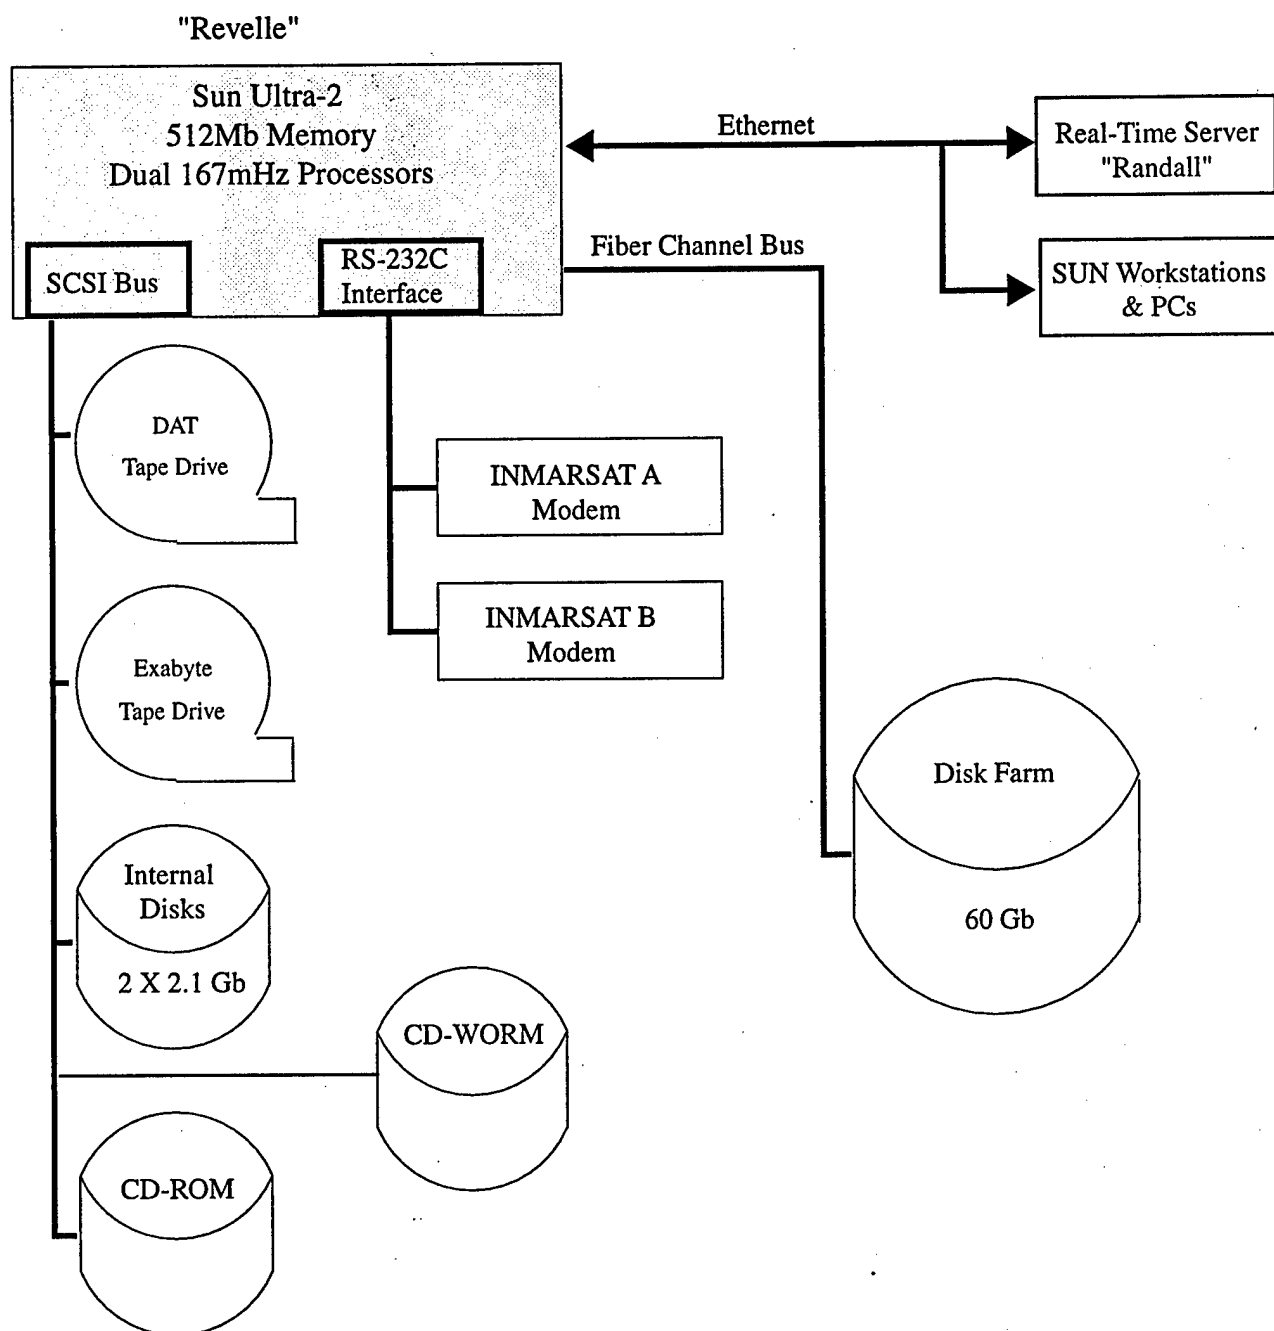 "Revelle"
Sun Ultra-2
512Mb Memory
Dual 167mHz Processors
SCSI Bus
RS-232C
Interface
Ethernet
Real-Time Server
"Randall"
Fiber Channel Bus
SUN Workstations
& PCs
DAT
Tape Drive
INMARSAT A
Modem
INMARSAT B
Modem
Exabyte
Tape Drive
Disk Farm
60 Gb
Internal
Disks
2 X 2.1 Gb
CD-WORM
CD-ROM